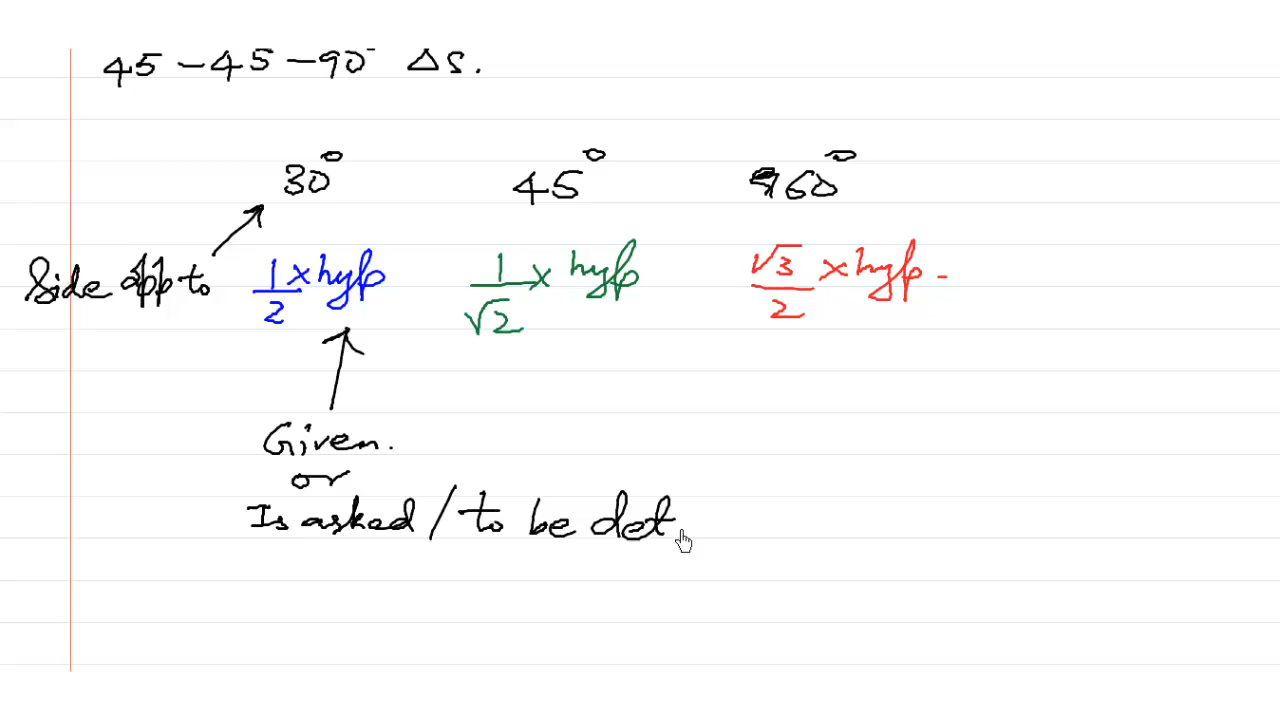 45 - 45 - 90° Δs.
30° 45° 60°
Side opp to 1/2 × hyp 1/√2 × hyp √3/2 × hyp -
Given.
or
Is asked / to be det